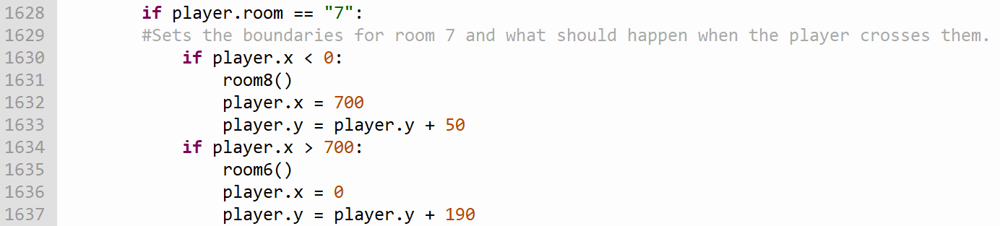 1628        if player.room == "7":
1629        #Sets the boundaries for room 7 and what should happen when the player crosses them.
1630            if player.x < 0:
1631                room8()
1632                player.x = 700
1633                player.y = player.y + 50
1634            if player.x > 700:
1635                room6()
1636                player.x = 0
1637                player.y = player.y + 190